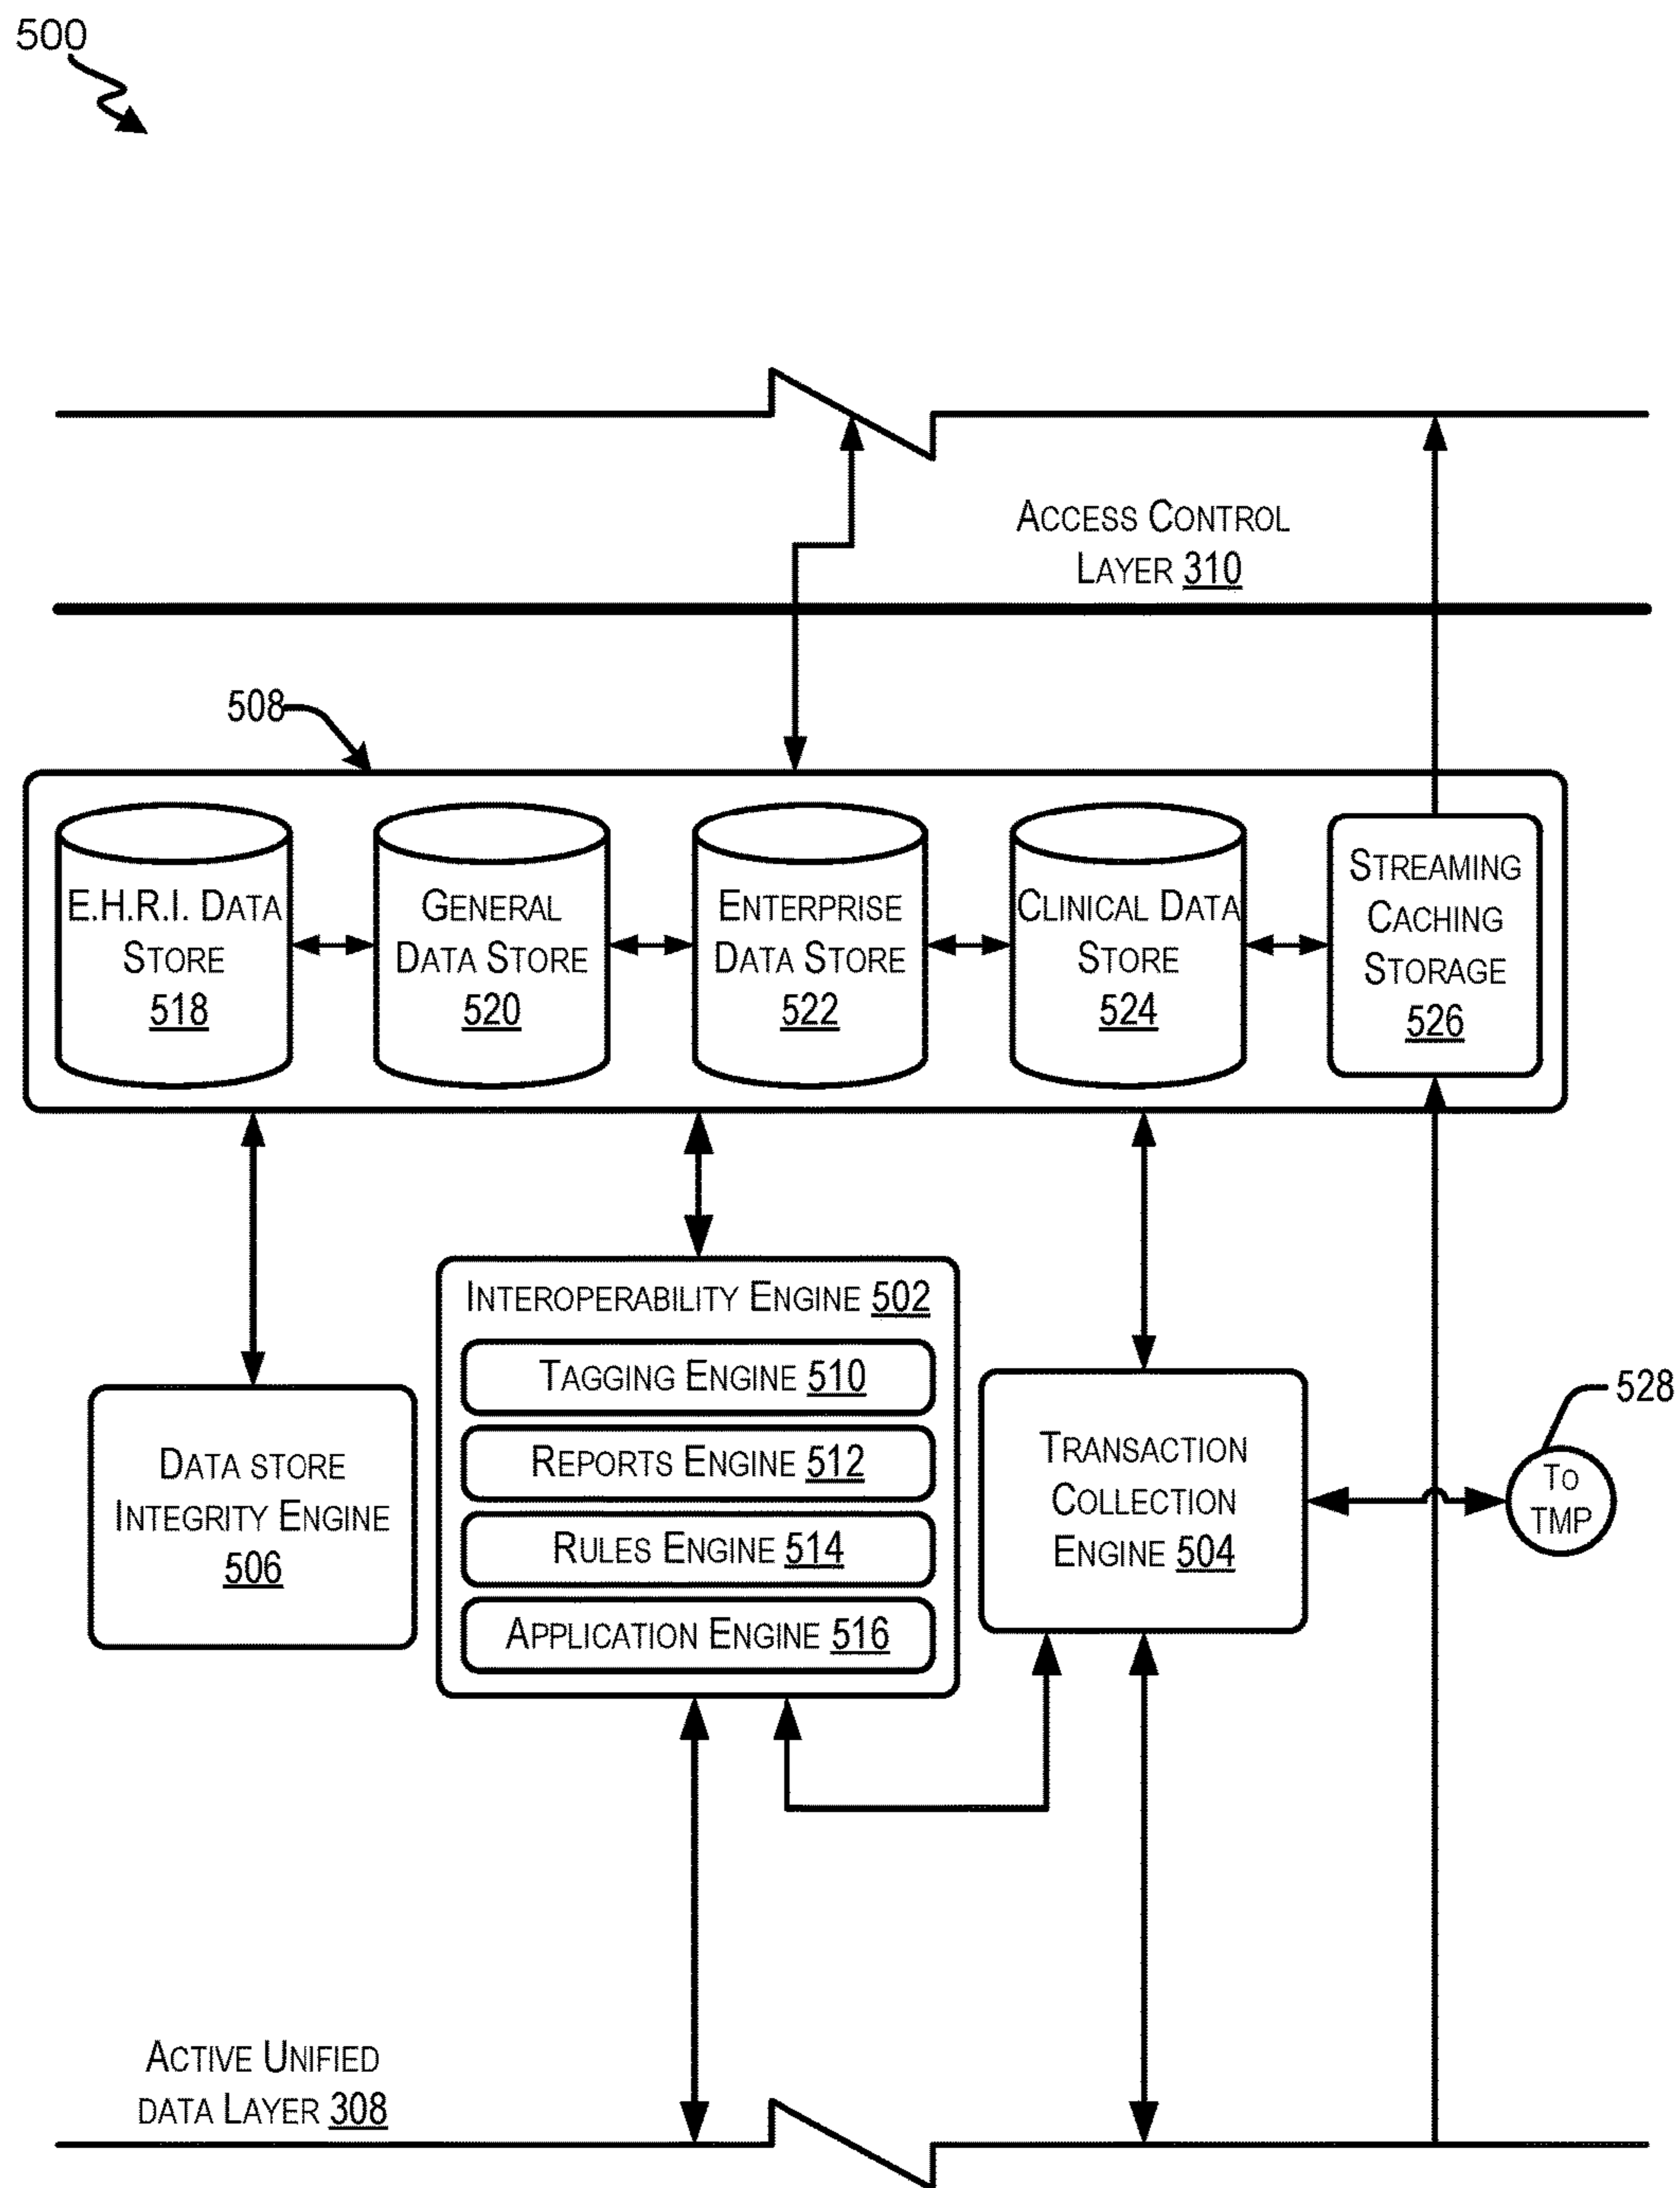 500
ACCESS CONTROL
LAYER 310
508
E.H.R.I. DATA
STORE
518
GENERAL
DATA STORE
520
ENTERPRISE
DATA STORE
522
CLINICAL DATA
STORE
524
STREAMING
CACHING
STORAGE
526
INTEROPERABILITY ENGINE 502
TAGGING ENGINE 510
REPORTS ENGINE 512
RULES ENGINE 514
APPLICATION ENGINE 516
DATA STORE
INTEGRITY ENGINE
506
TRANSACTION
COLLECTION
ENGINE 504
528
TO
TMP
ACTIVE UNIFIED
DATA LAYER 308